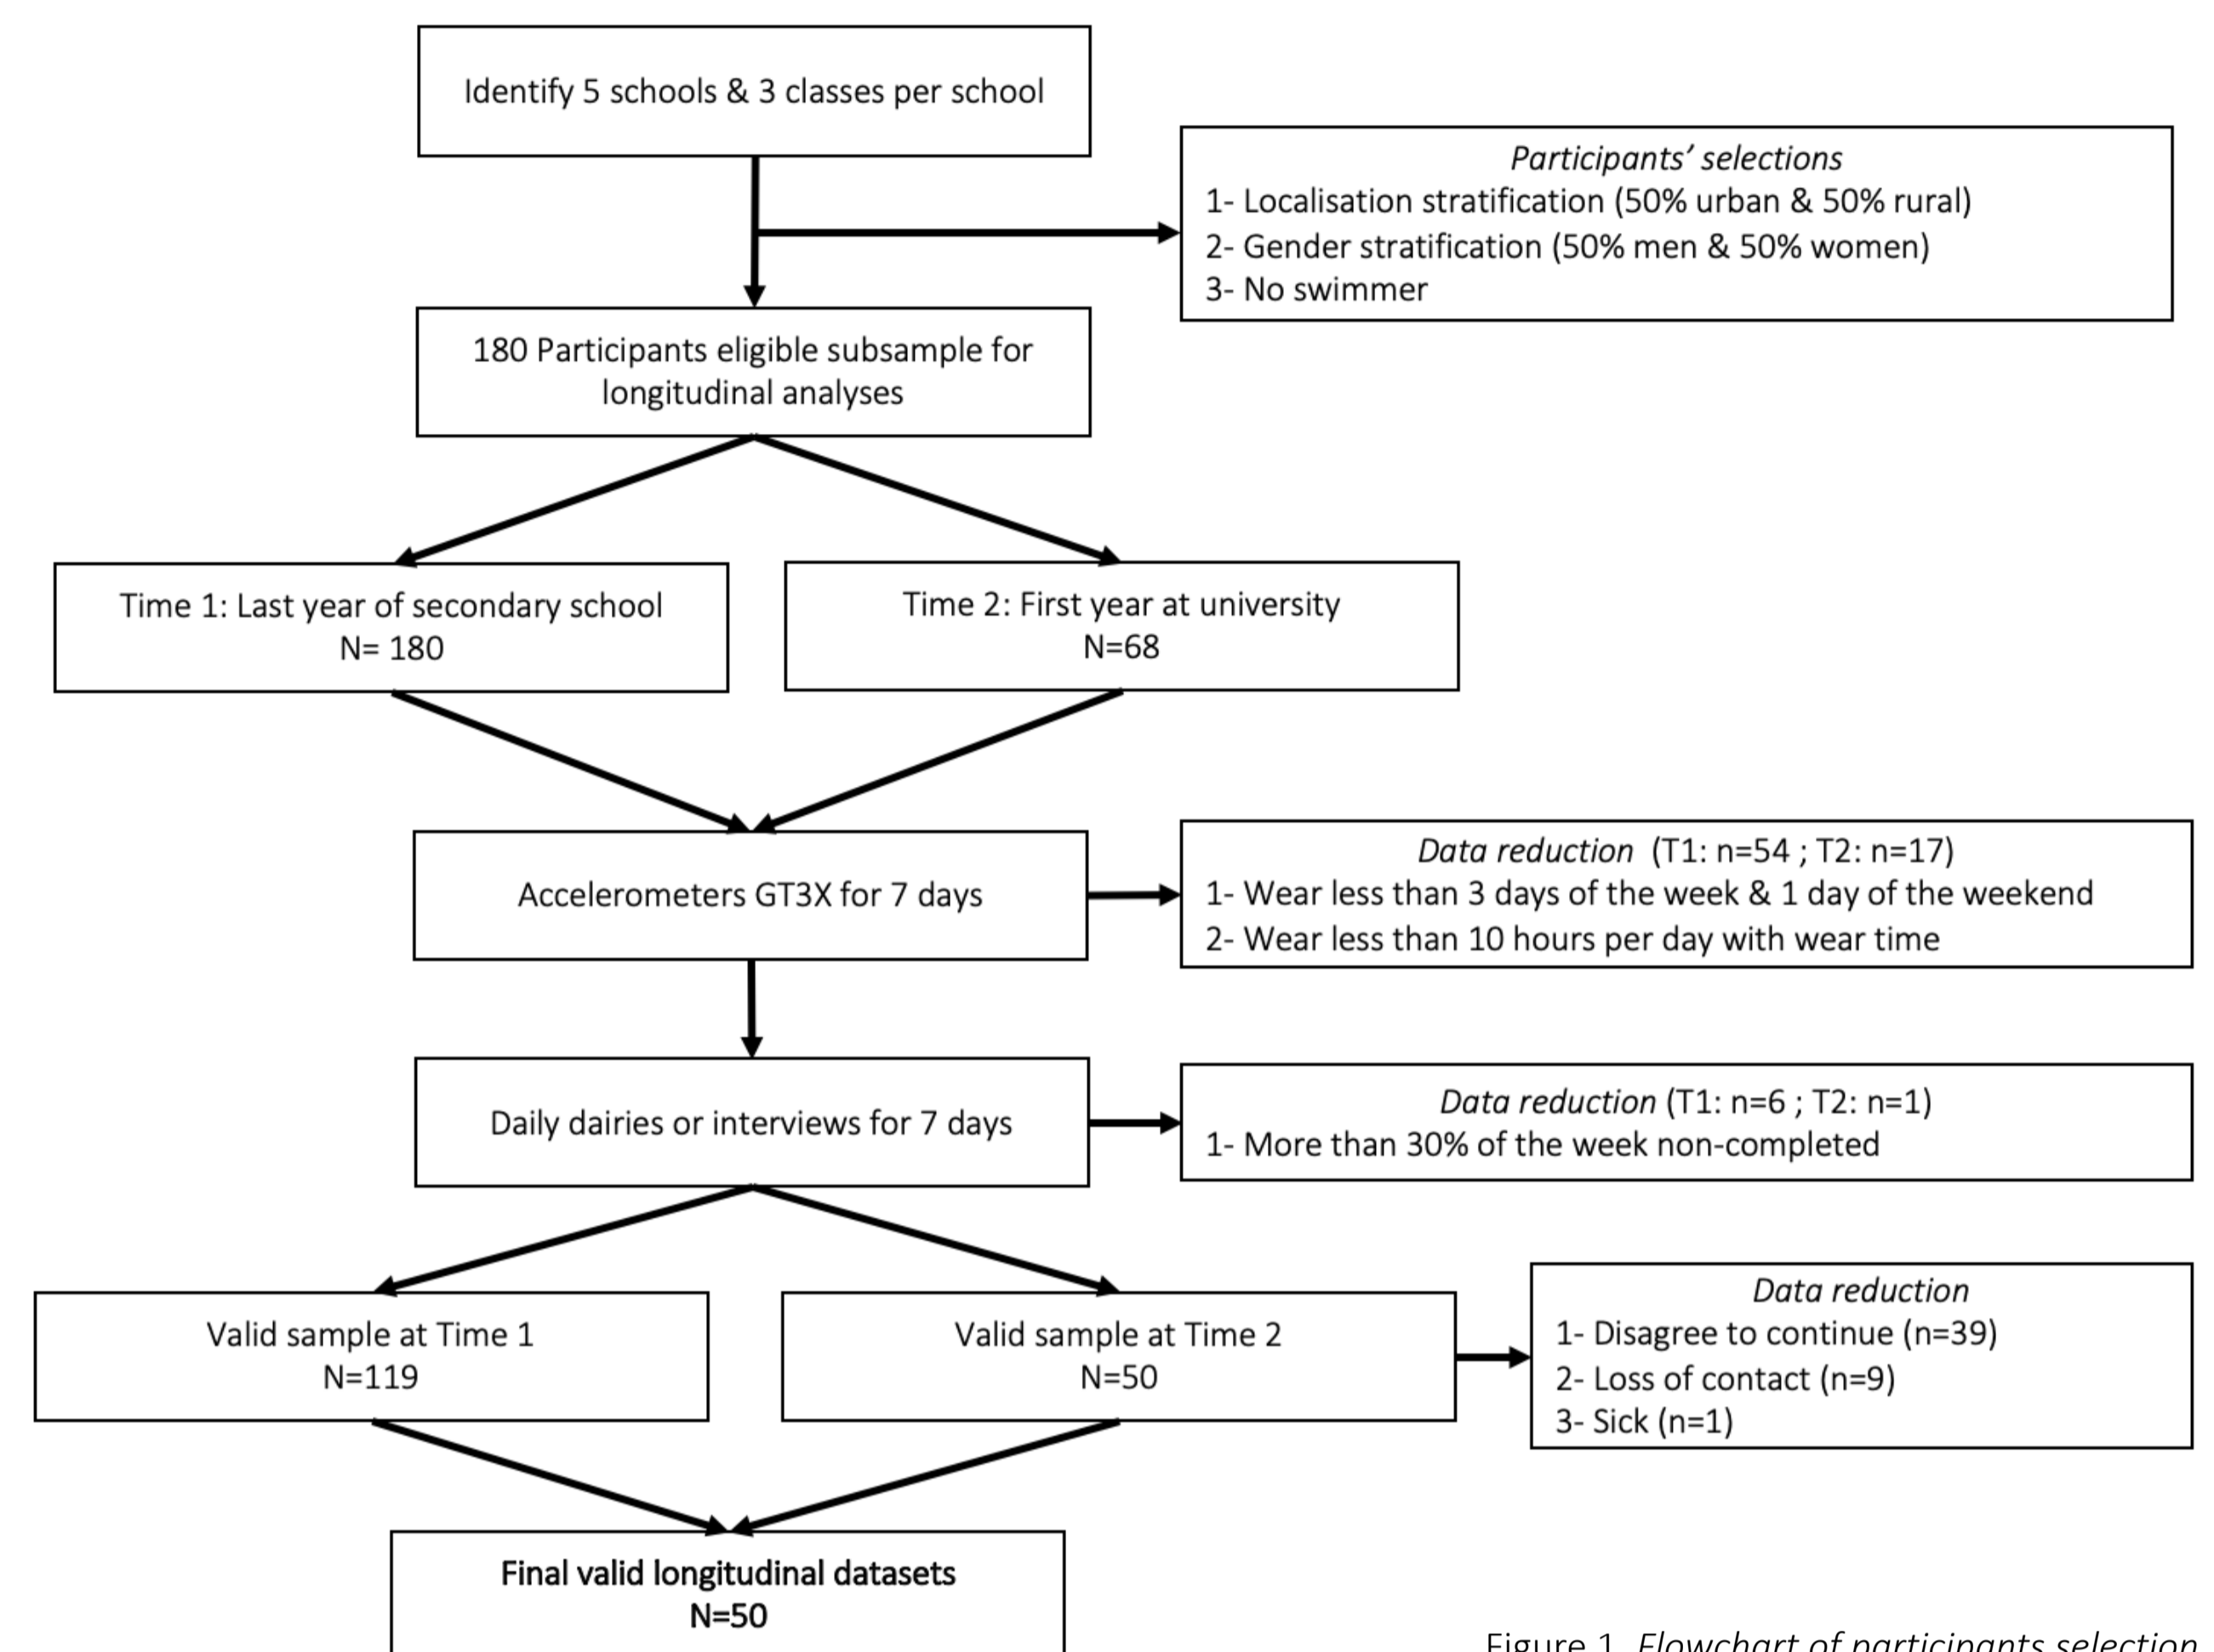 Identify 5 schools & 3 classes per school
Participants’ selections
1- Localisation stratification (50% urban & 50% rural)
2- Gender stratification (50% men & 50% women)
3- No swimmer
180 Participants eligible subsample for
longitudinal analyses
Time 1: Last year of secondary school
N= 180
Time 2: First year at university
N=68
Accelerometers GT3X for 7 days
Data reduction (T1: n=54 ; T2: n=17)
1- Wear less than 3 days of the week & 1 day of the weekend
2- Wear less than 10 hours per day with wear time
Daily dairies or interviews for 7 days
Data reduction (T1: n=6 ; T2: n=1)
1- More than 30% of the week non-completed
Valid sample at Time 1
N=119
Valid sample at Time 2
N=50
Data reduction
1- Disagree to continue (n=39)
2- Loss of contact (n=9)
3- Sick (n=1)
Final valid longitudinal datasets
N=50
Figure 1. Flowchart of participants selection